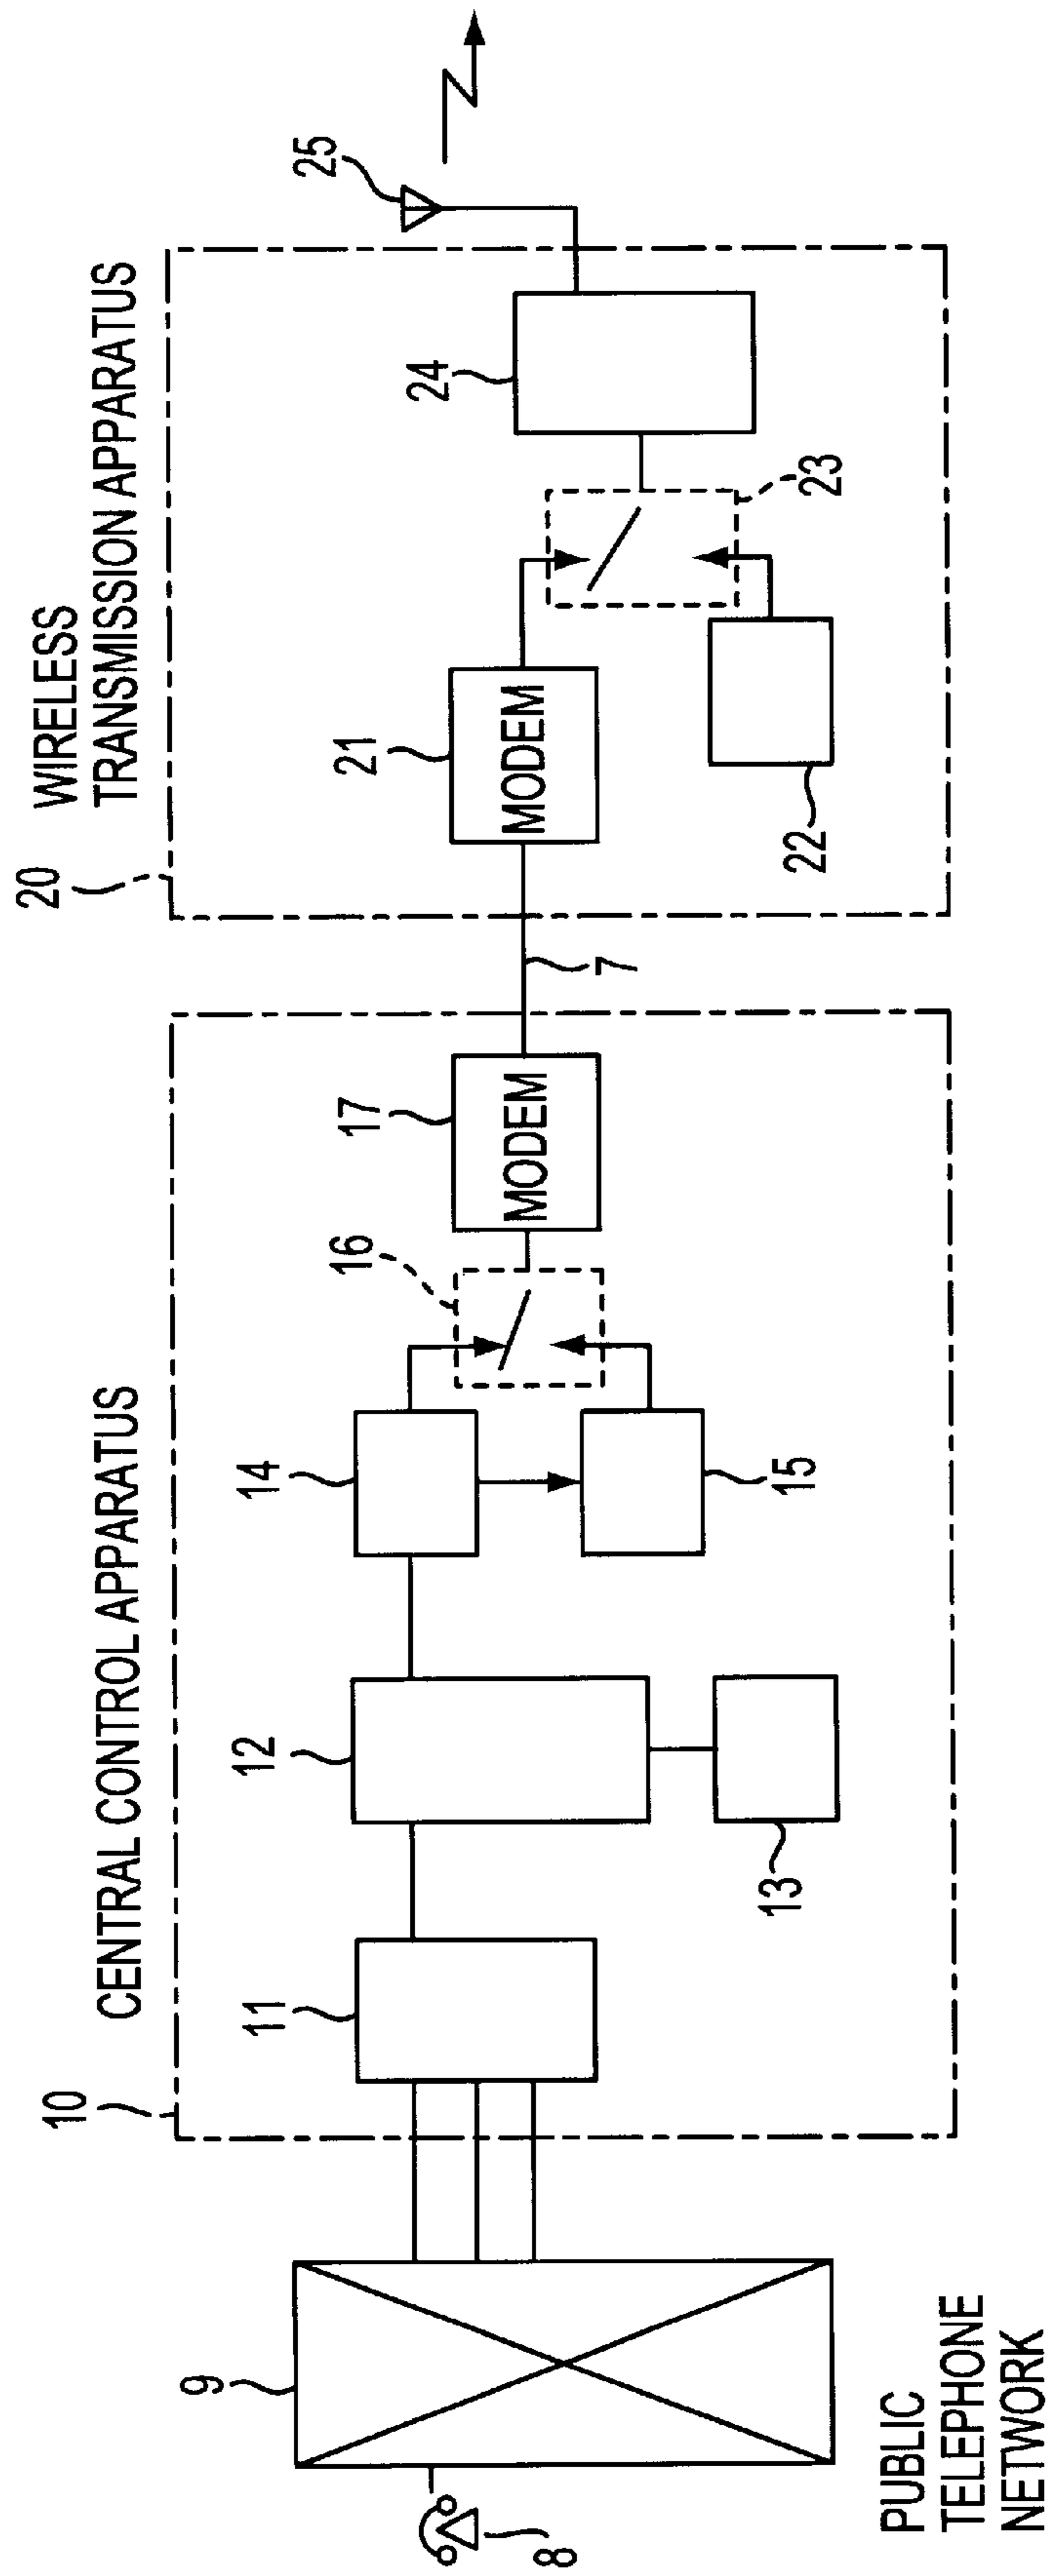 WIRELESS
TRANSMISSION APPARATUS
20
25
24
23
21
MODEM
22
7
CENTRAL CONTROL APPARATUS
10
17
MODEM
16
14
15
12
13
11
9
8
PUBLIC
TELEPHONE
NETWORK